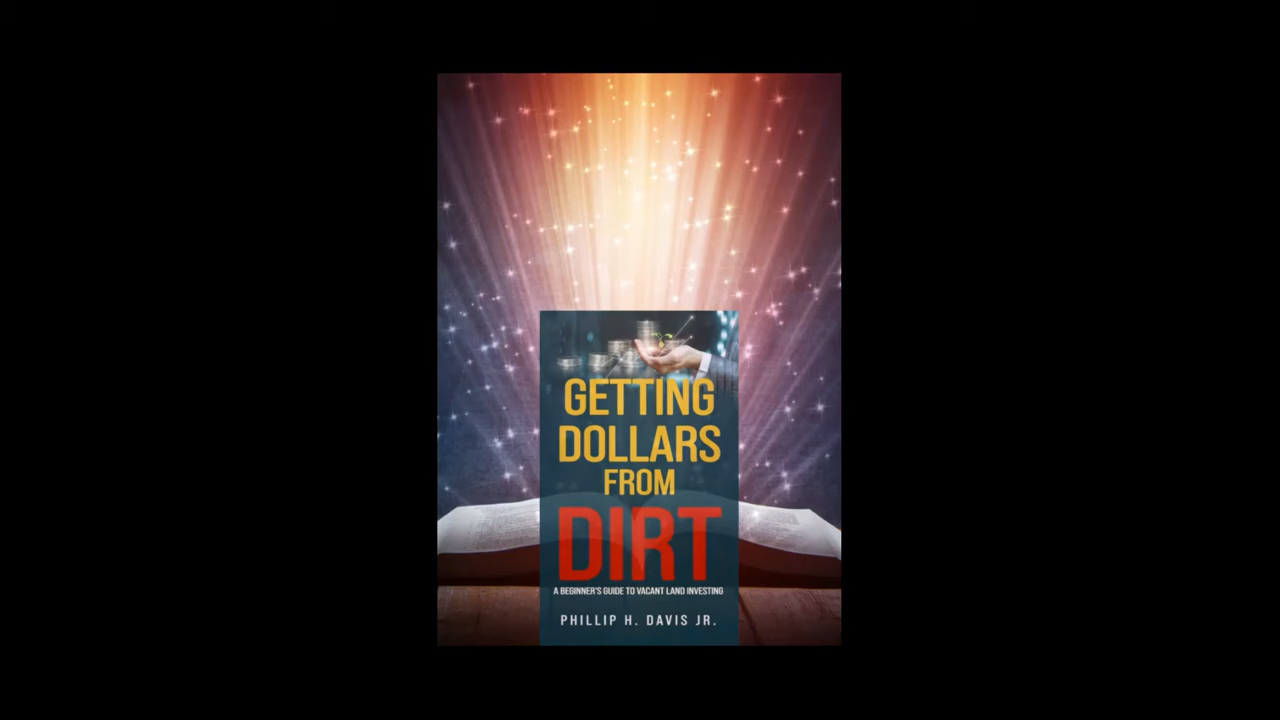 GETTING
DOLLARS
FROM
DIRT
A BEGINNER'S GUIDE TO VACANT LAND INVESTING
PHILLIP H. DAVIS JR.